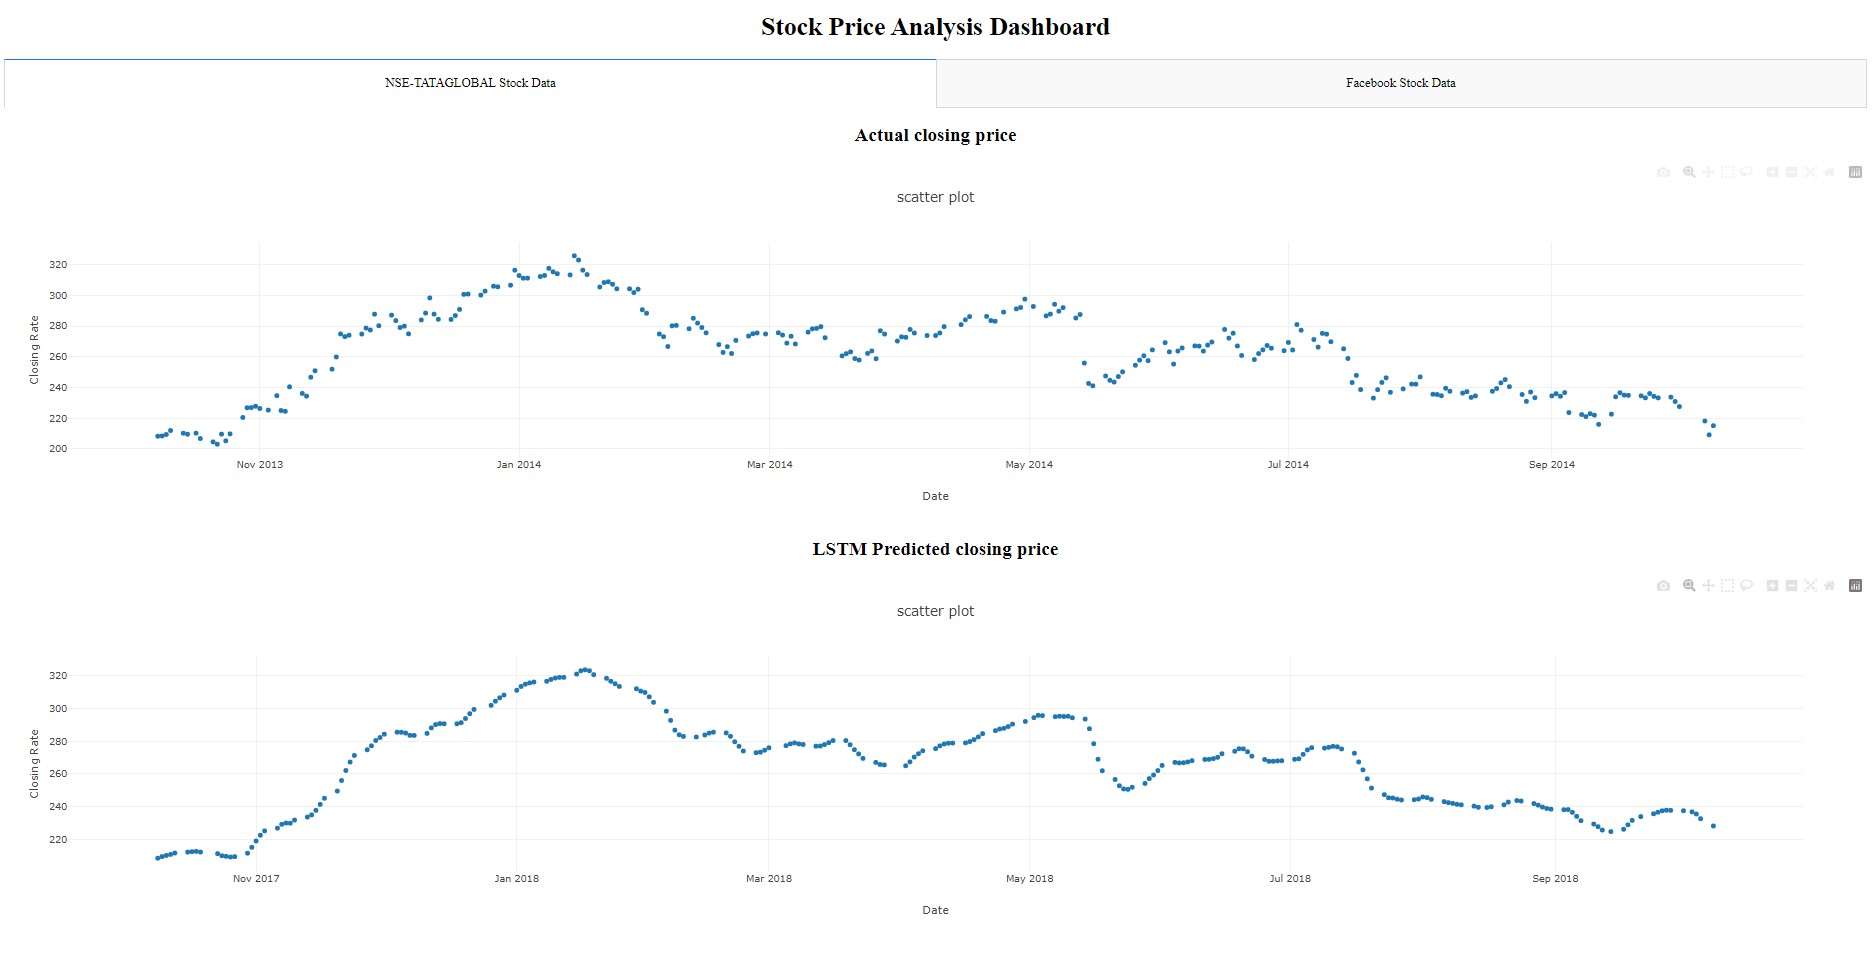 Stock Price Analysis Dashboard
NSE-TATAGLOBAL Stock Data
Facebook Stock Data
Actual closing price
scatter plot
320
300
280
260
240
220
200
Closing Rate
Nov 2013
Jan 2014
Mar 2014
May 2014
Jul 2014
Sep 2014
Date
LSTM Predicted closing price
scatter plot
320
300
280
260
240
220
Closing Rate
Nov 2017
Jan 2018
Mar 2018
May 2018
Jul 2018
Sep 2018
Date